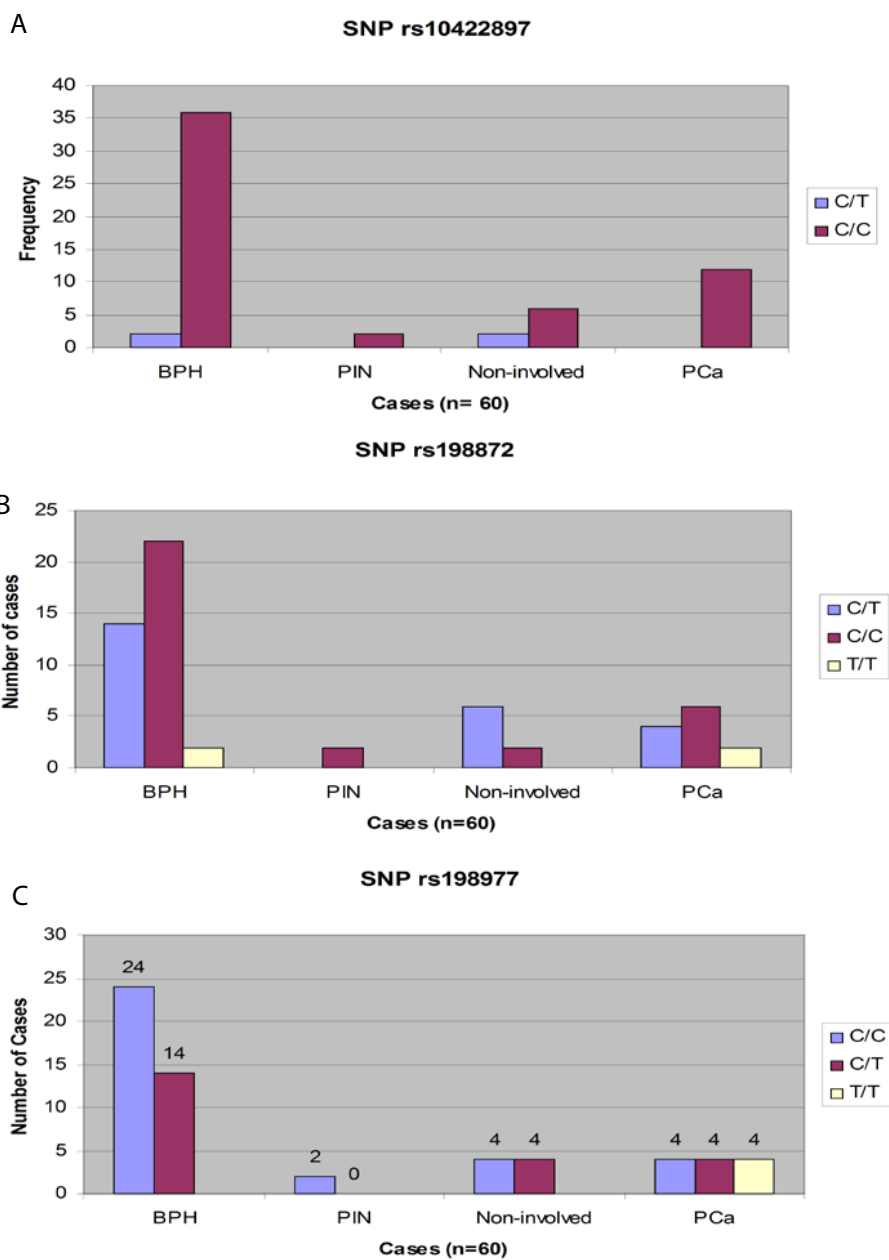 A
SNP rs10422897
40
35
30
25
20
15
10
5
0
Frequency
BPH PIN Non-involved PCa
Cases (n= 60)
C/T
C/C
SNP rs198872
B
25
20
15
10
5
0
Number of cases
BPH PIN Non-involved PCa
Cases (n=60)
C/T
C/C
T/T
SNP rs198977
C
30
25
20
15
10
5
0
Number of Cases
24
14
2
0
4 4
4 4 4
BPH PIN Non-involved PCa
Cases (n=60)
C/C
C/T
T/T